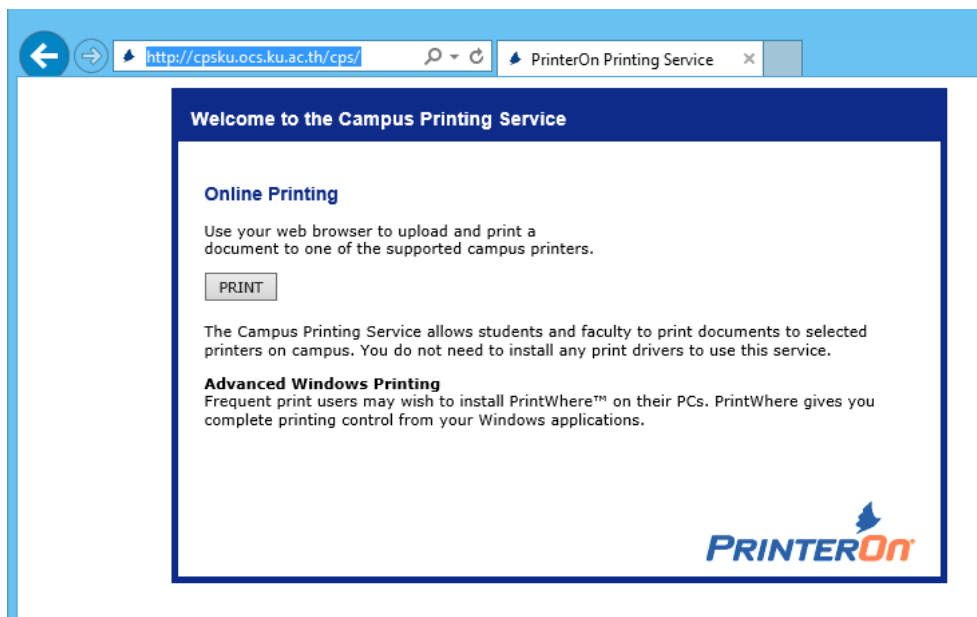 http://cpsku.ocs.ku.ac.th/cps/
PrinterOn Printing Service
Welcome to the Campus Printing Service
Online Printing
Use your web browser to upload and print a
document to one of the supported campus printers.
PRINT
The Campus Printing Service allows students and faculty to print documents to selected
printers on campus. You do not need to install any print drivers to use this service.
Advanced Windows Printing
Frequent print users may wish to install PrintWhere™ on their PCs. PrintWhere gives you
complete printing control from your Windows applications.
PRINTERON